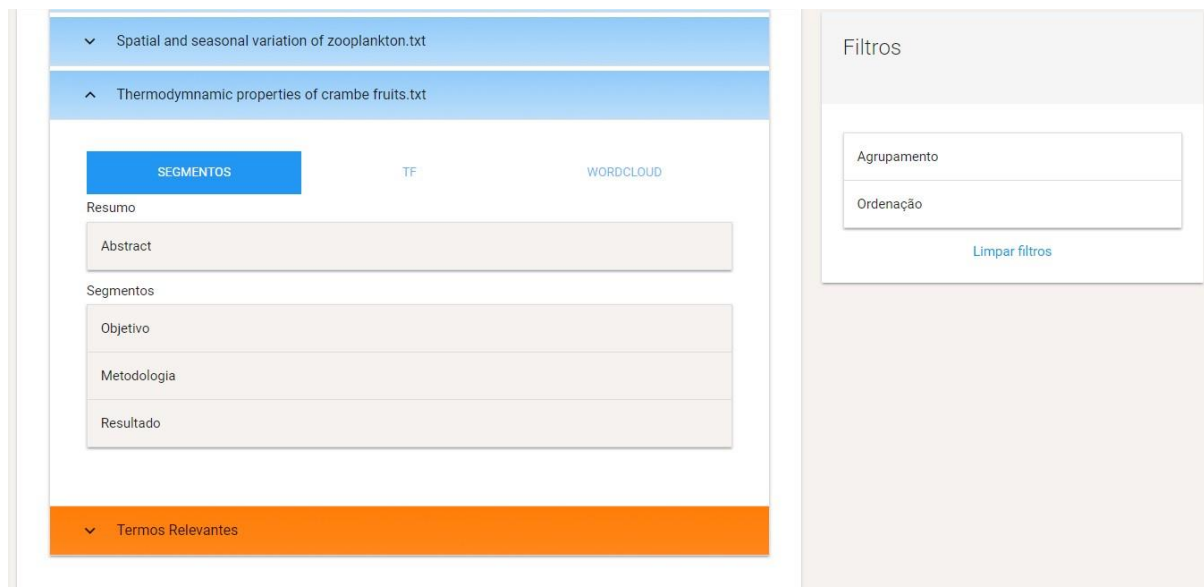 Spatial and seasonal variation of zooplankton.txt
Thermodymnamic properties of crambe fruits.txt
SEGMENTOS TF WORDCLOUD
Resumo
Abstract
Segmentos
Objetivo
Metodologia
Resultado
Termos Relevantes
Filtros
Agrupamento
Ordenação
Limpar filtros